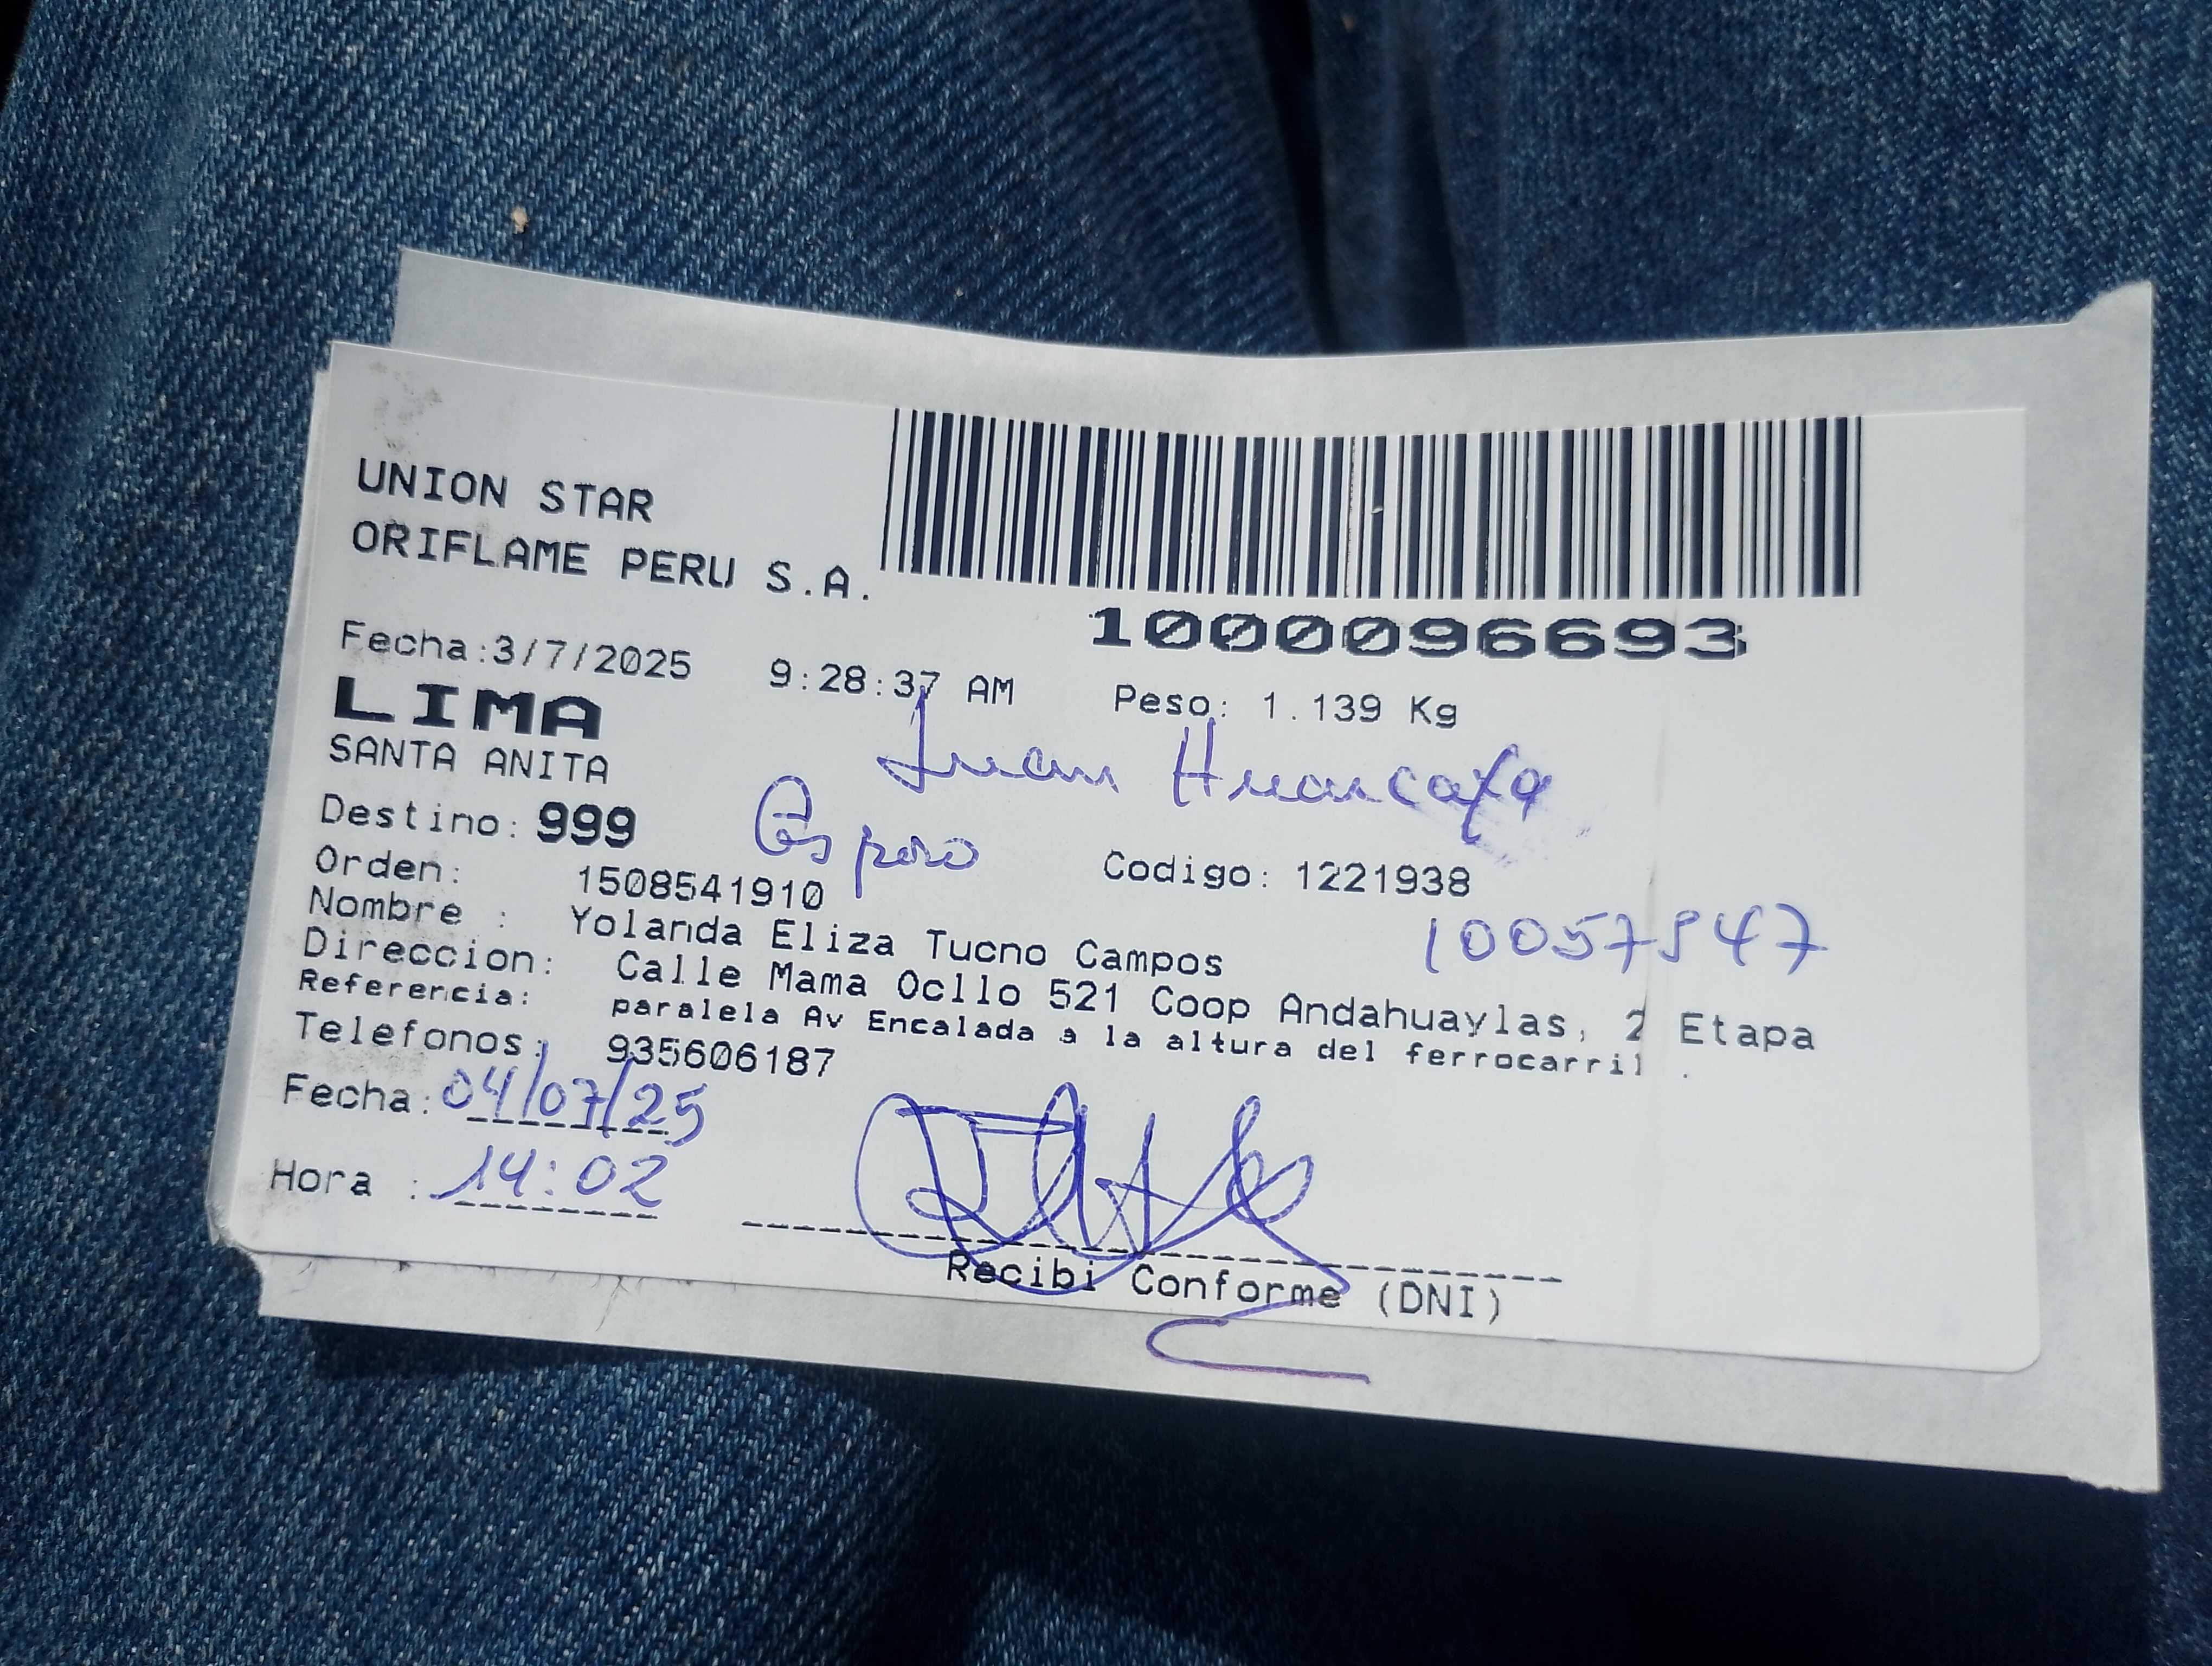 UNION STAR
ORIFLAME PERU S.A.
1000096693
Fecha:3/7/2025 9:28:37 AM Peso: 1.139 Kg
LIMA
SANTA ANITA
Juan
Destino: 999 Esposo
Orden: 1508541910 Codigo: 1221938
Nombre : Yolanda Eliza Tucno Campos
Direccion: Calle Mama Ocllo 521 Coop Andahuaylas, 2 Etapa
Referencia: paralela Av Encalada a la altura del ferrocarril .
Telefonos: 935606187
Fecha: 04/07/25
Hora : 14:02
Recibi Conforme (DNI)